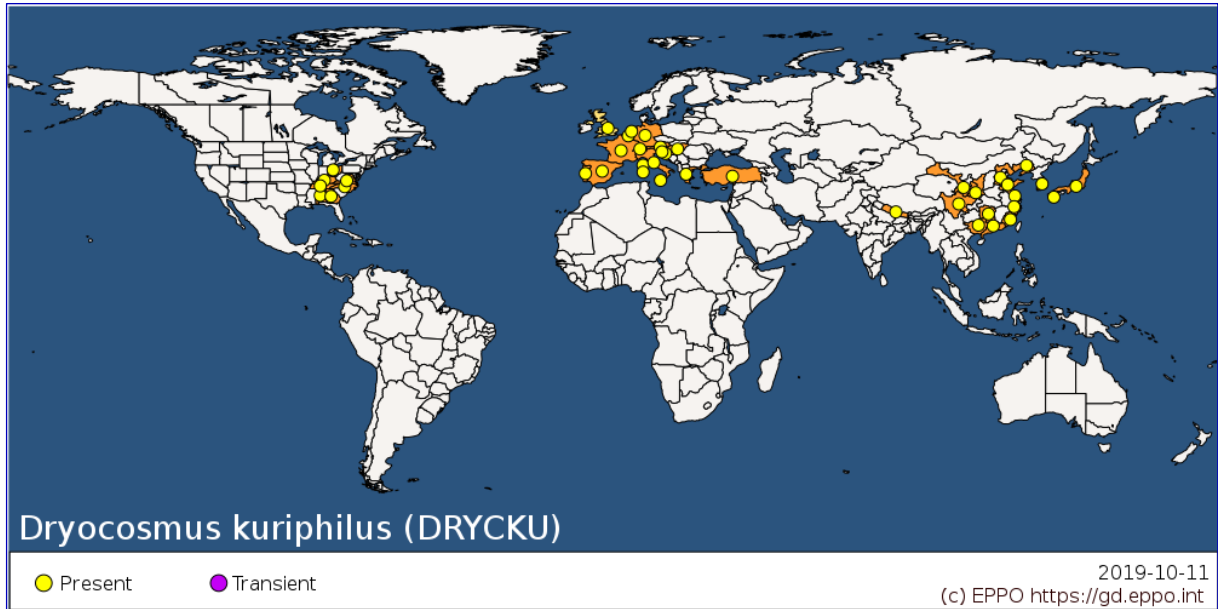 Dryocosmus kuriphilus (DRYCKU)
Present
Transient
2019-10-11
(c) EPPO https://gd.eppo.int